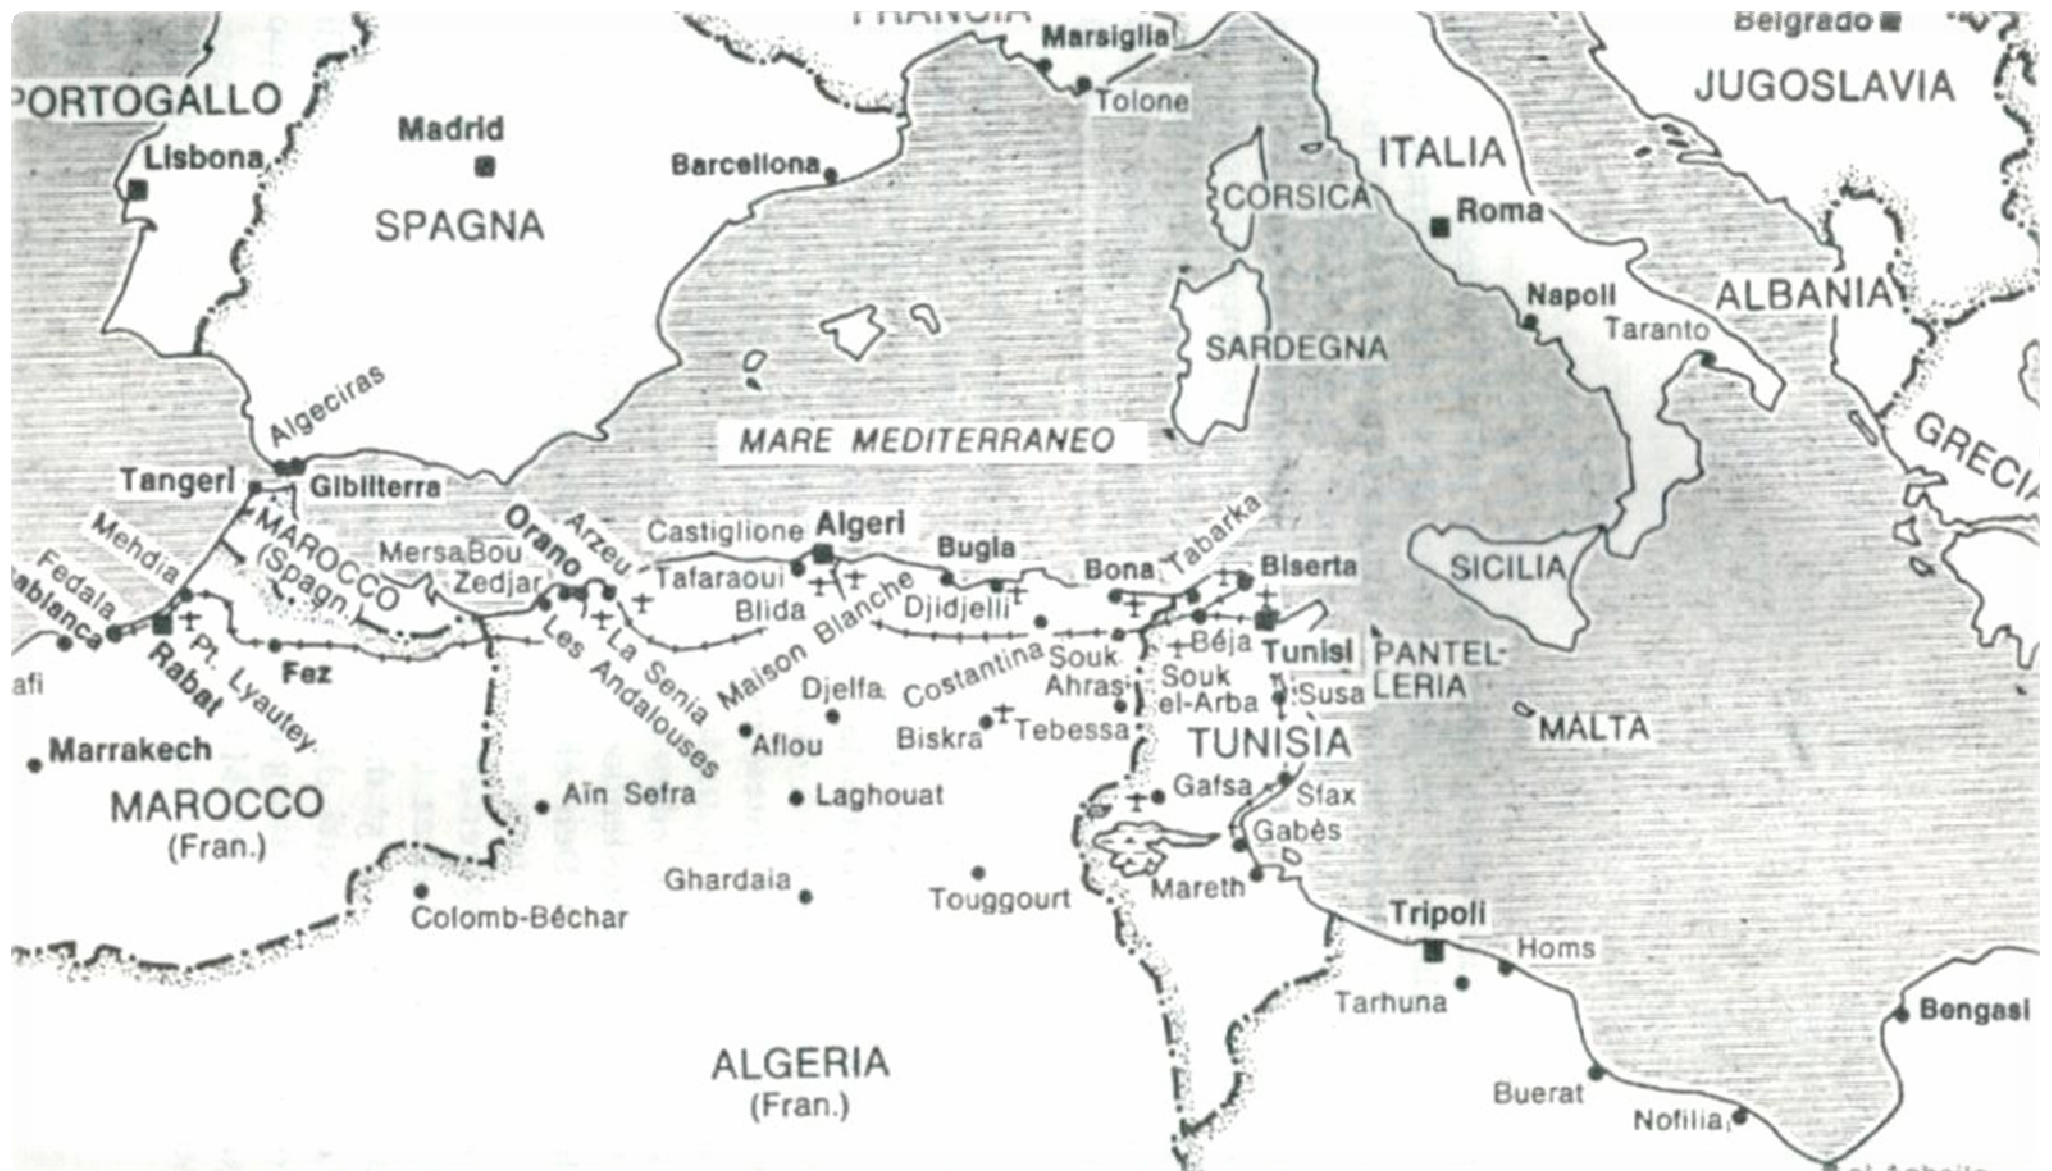 FRANCIA
Marsiglia
Belgrado
JUGOSLAVIA
PORTOGALLO
Tolone
Madrid
Lisbona
Barcellona
ITALIA
CORSICA
Roma
SPAGNA
Napoli
ALBANIA
Taranto
SARDEGNA
Algeciras
MARE MEDITERRANEO
GRECIA
Tangeri
Gibilterra
Mehdia
MAROCCO
(Spagn.)
Mersa Bou
Zedjar
Orano
Arzeu
Castiglione
Algeri
Bugia
Bona
Tabarka
Biserta
SICILIA
Fedala
ablanca
Tafaraoui
Blida
Maison Blanche
Djidjelli
Béja
Tunisi
PANTEL-
LERIA
afi
Rabat
Pt. Lyautey
Fez
Les Andalouses
La Senia
Djelfa
Costantina
Souk
Ahras
Souk
el-Arba
Susa
Marrakech
Aflou
Biskra
Tebessa
TUNISIA
MALTA
MAROCCO
(Fran.)
Aïn Sefra
Laghouat
Gafsa
Sfax
Gabès
Ghardaia
Touggourt
Mareth
Colomb-Béchar
Tripoli
Homs
Tarhuna
Bengasi
ALGERIA
(Fran.)
Buerat
Nofilia